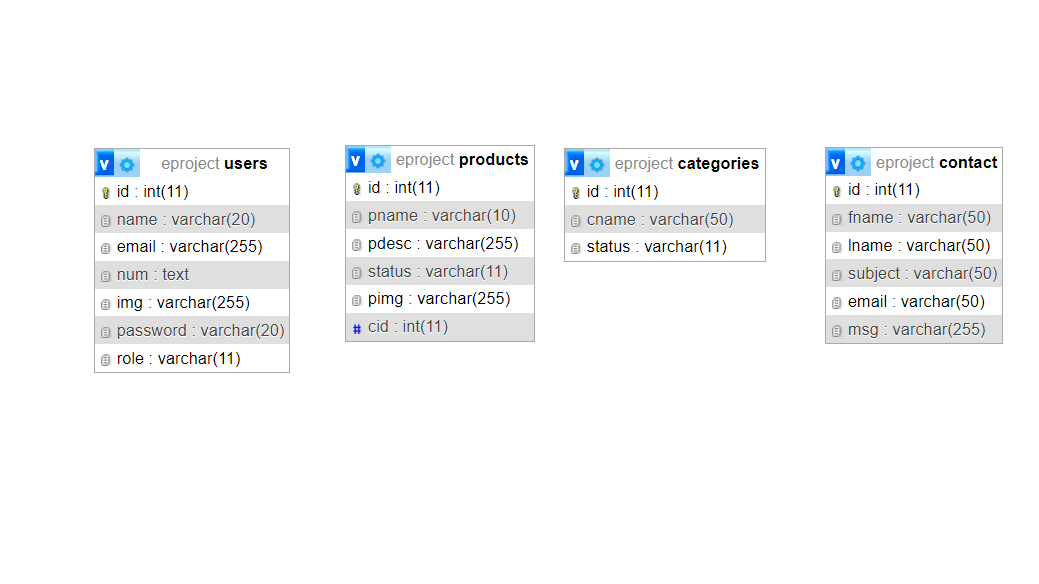 v eproject users
id : int(11)
name : varchar(20)
email : varchar(255)
num : text
img : varchar(255)
password : varchar(20)
role : varchar(11)
v eproject products
id : int(11)
pname : varchar(10)
pdesc : varchar(255)
status : varchar(11)
pimg : varchar(255)
# cid : int(11)
v eproject categories
id : int(11)
cname : varchar(50)
status : varchar(11)
v eproject contact
id : int(11)
fname : varchar(50)
lname : varchar(50)
subject : varchar(50)
email : varchar(50)
msg : varchar(255)